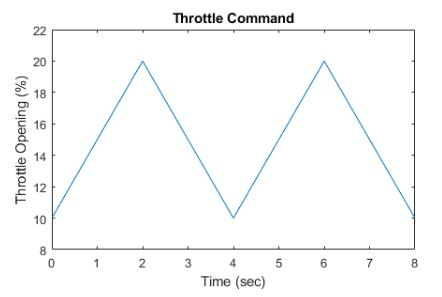 Throttle Command
22
20
18
16
14
12
10
8
Throttle Opening (%)
0 1 2 3 4 5 6 7 8
Time (sec)